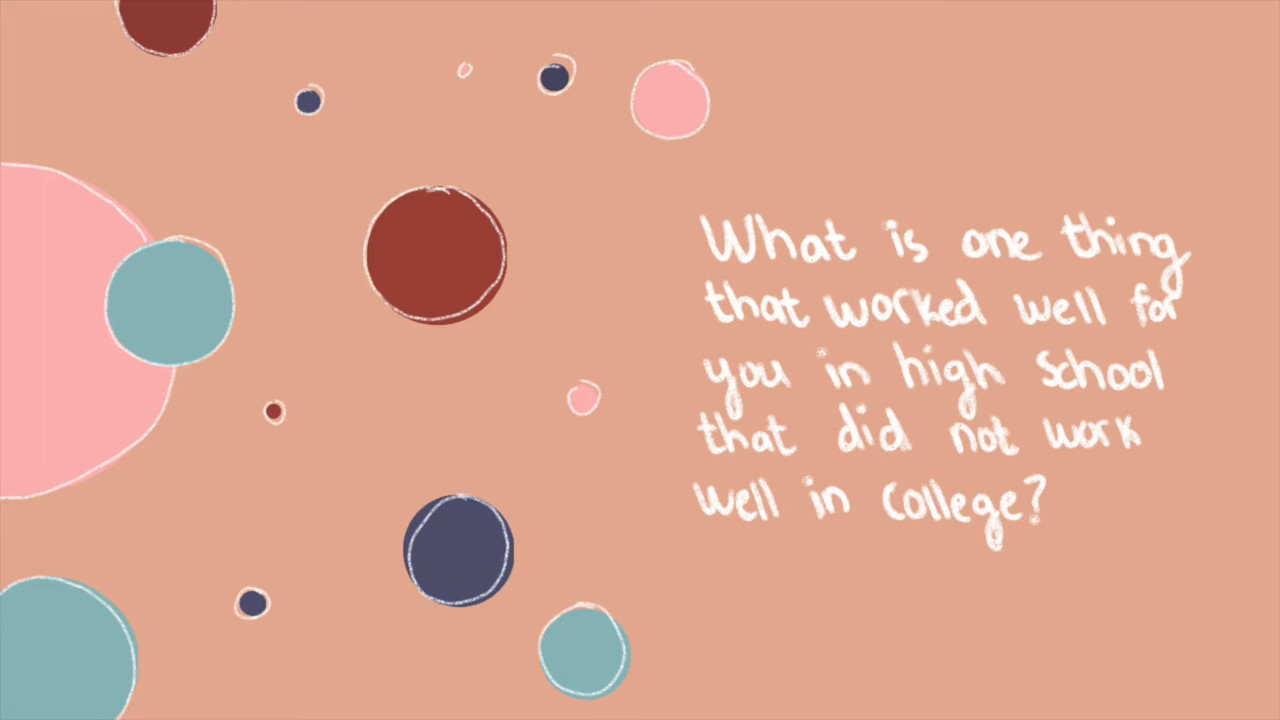 What is one thing
that worked well for
you in high school
that did not work
well in college?